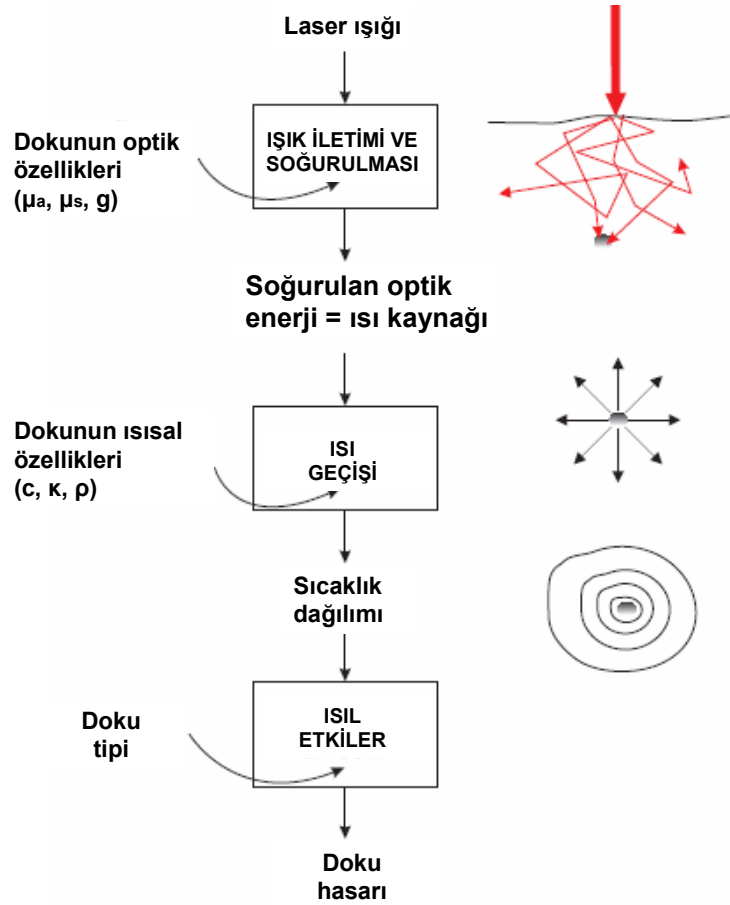 Laser ışığı
IŞIK İLETİMİ VE
SOĞURULMASI
Dokunun optik
özellikleri
(μa, μs, g)
Soğurulan optik
enerji = ısı kaynağı
Dokunun ısısal
özellikleri
(c, κ, ρ)
ISI
GEÇİŞİ
Sıcaklık
dağılımı
Doku
tipi
ISIL
ETKİLER
Doku
hasarı